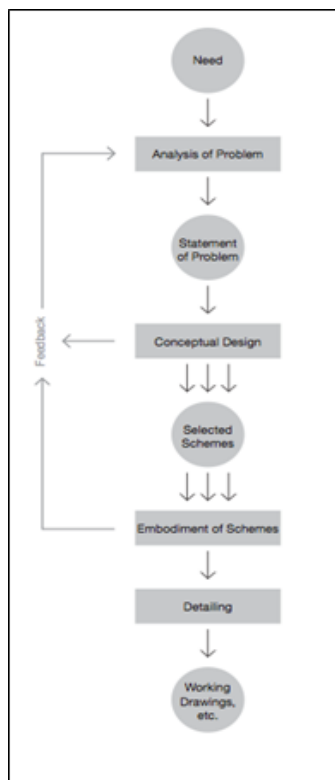 Need
Analysis of Problem
Statement
of Problem
Conceptual Design
Feedback
Selected
Schemes
Embodiment of Schemes
Detailing
Working
Drawings,
etc.